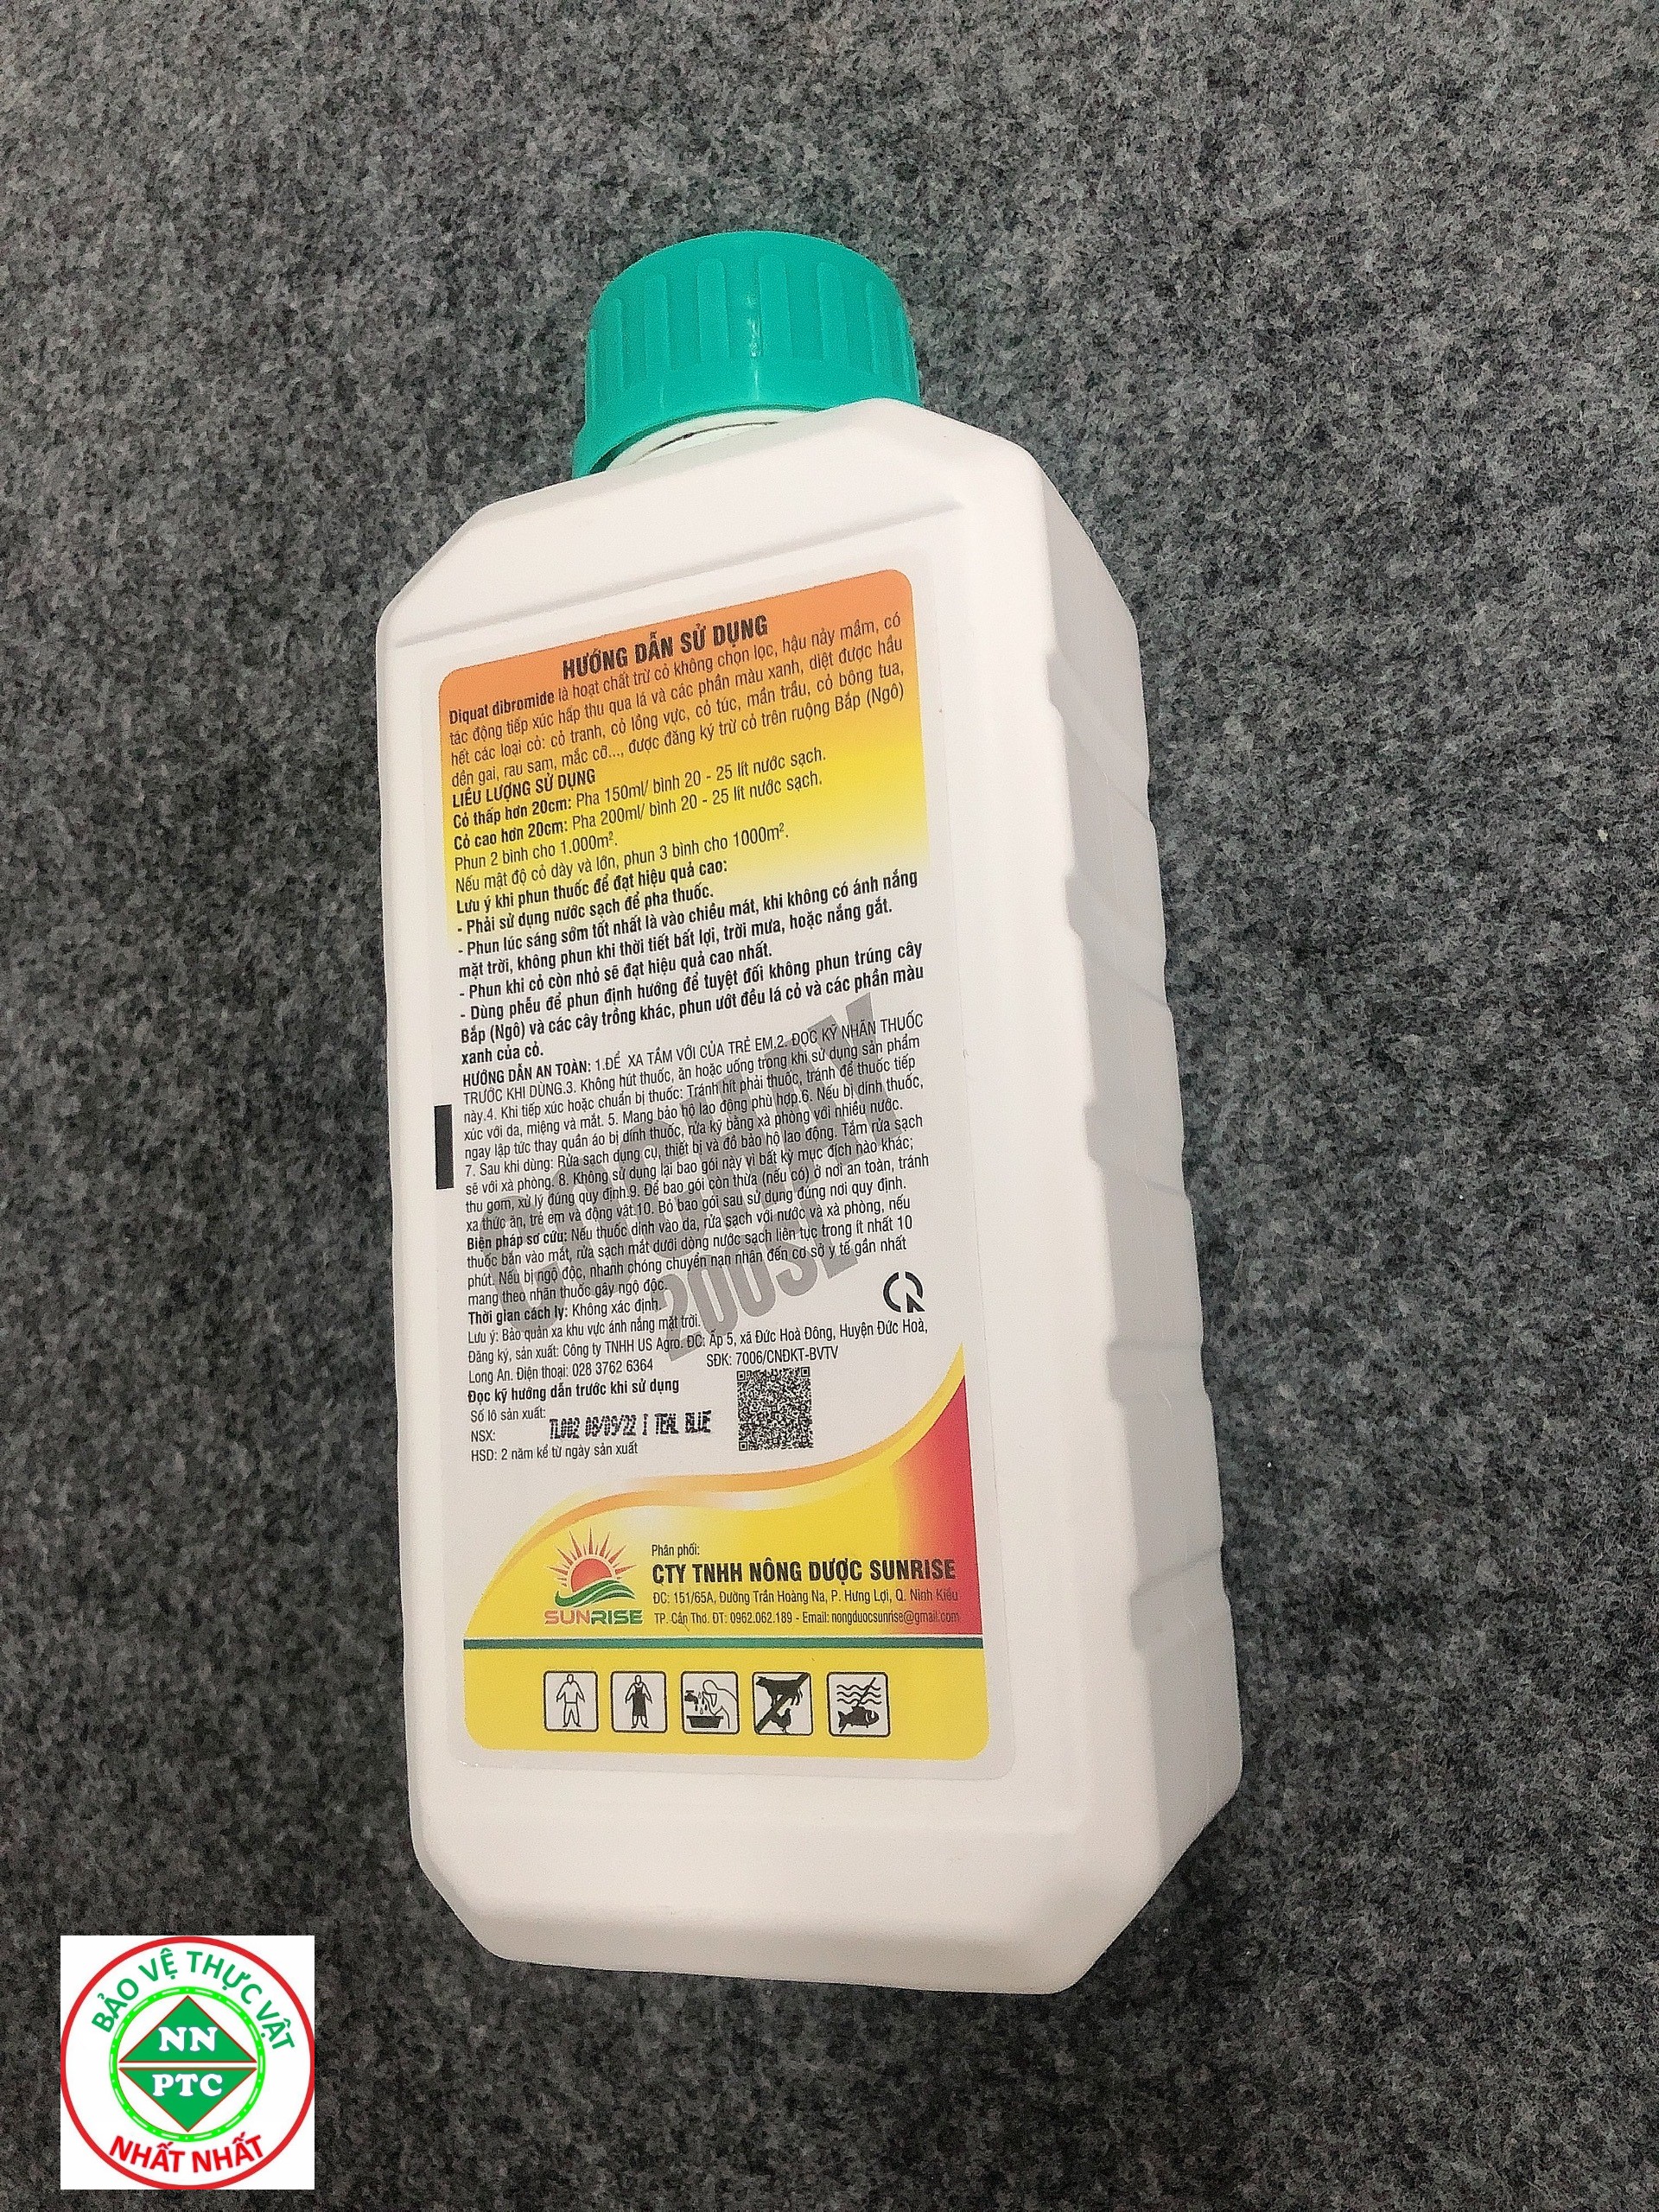 HƯỚNG DẪN SỬ DỤNG
Diquat dibromide là hoạt chất trừ cỏ không chọn lọc, hậu nảy mầm, có
tác động tiếp xúc hấp thu qua lá và các phần màu xanh, diệt được hầu
hết các loại cỏ: cỏ tranh, cỏ lồng vực, cỏ túc, mần trầu, cỏ bông tua,
dền gai, rau sam, mắc cỡ..., được đăng ký trừ cỏ trên ruộng Bắp (Ngô)
LIỀU LƯỢNG SỬ DỤNG
Cỏ thấp hơn 20cm: Pha 150ml/ bình 20 - 25 lít nước sạch.
Cỏ cao hơn 20cm: Pha 200ml/ bình 20 - 25 lít nước sạch.
Phun 2 bình cho 1.000m².
Nếu mật độ cỏ dày và lớn, phun 3 bình cho 1000m².
Lưu ý khi phun thuốc để đạt hiệu quả cao:
- Phải sử dụng nước sạch để pha thuốc.
- Phun lúc sáng sớm tốt nhất là vào chiều mát, khi không có ánh nắng
mặt trời, không phun khi thời tiết bất lợi, trời mưa, hoặc nắng gắt.
- Phun khi cỏ còn nhỏ sẽ đạt hiệu quả cao nhất.
- Dùng phễu để phun định hướng để tuyệt đối không phun trúng cây
Bắp (Ngô) và các cây trồng khác, phun ướt đều lá cỏ và các phần màu
xanh của cỏ.
HƯỚNG DẪN AN TOÀN: 1.ĐỂ XA TẦM VỚI CỦA TRẺ EM.2. ĐỌC KỸ NHÃN THUỐC
TRƯỚC KHI DÙNG.3. Không hút thuốc, ăn hoặc uống trong khi sử dụng sản phẩm
này.4. Khi tiếp xúc hoặc chuẩn bị thuốc: Tránh hít phải thuốc, tránh để thuốc tiếp
xúc với da, miệng và mắt. 5. Mang bảo hộ lao động phù hợp.6. Nếu bị dính thuốc,
ngay lập tức thay quần áo bị dính thuốc, rửa kỹ bằng xà phòng với nhiều nước.
7. Sau khi dùng: Rửa sạch dụng cụ, thiết bị và đồ bảo hộ lao động. Tắm rửa sạch
sẽ với xà phòng. 8. Không sử dụng lại bao gói này vì bất kỳ mục đích nào khác;
thu gom, xử lý đúng quy định.9. Để bao gói còn thừa (nếu có) ở nơi an toàn, tránh
xa thức ăn, trẻ em và động vật.10. Bỏ bao gói sau sử dụng đúng nơi quy định.
Biện pháp sơ cứu: Nếu thuốc dính vào da, rửa sạch với nước và xà phòng, nếu
thuốc bắn vào mắt, rửa sạch mắt dưới dòng nước sạch liên tục trong ít nhất 10
phút. Nếu bị ngộ độc, nhanh chóng chuyển nạn nhân đến cơ sở y tế gần nhất
mang theo nhãn thuốc gây ngộ độc.
Thời gian cách ly: Không xác định.
Lưu ý: Bảo quản xa khu vực ánh nắng mặt trời.
Đăng ký, sản xuất: Công ty TNHH US Agro. ĐC: Ấp 5, xã Đức Hoà Đông, Huyện Đức Hoà,
Long An. Điện thoại: 028 3762 6364 SĐK: 7006/CNĐKT-BVTV
Đọc kỹ hướng dẫn trước khi sử dụng
Số lô sản xuất:
NSX: TL002 09/09/22 I TEAL BLUE
HSD: 2 năm kể từ ngày sản xuất
200SL
SUNRISE
Phân phối:
CTY TNHH NÔNG DƯỢC SUNRISE
ĐC: 151/65A, Đường Trần Hoàng Na, P. Hưng Lợi, Q. Ninh Kiều
TP. Cần Thơ. ĐT: 0962.062.189 - Email: nongduocsunrise@gmail.com
BẢO VỆ THỰC VẬT
NN
PTC
NHẤT NHẤT